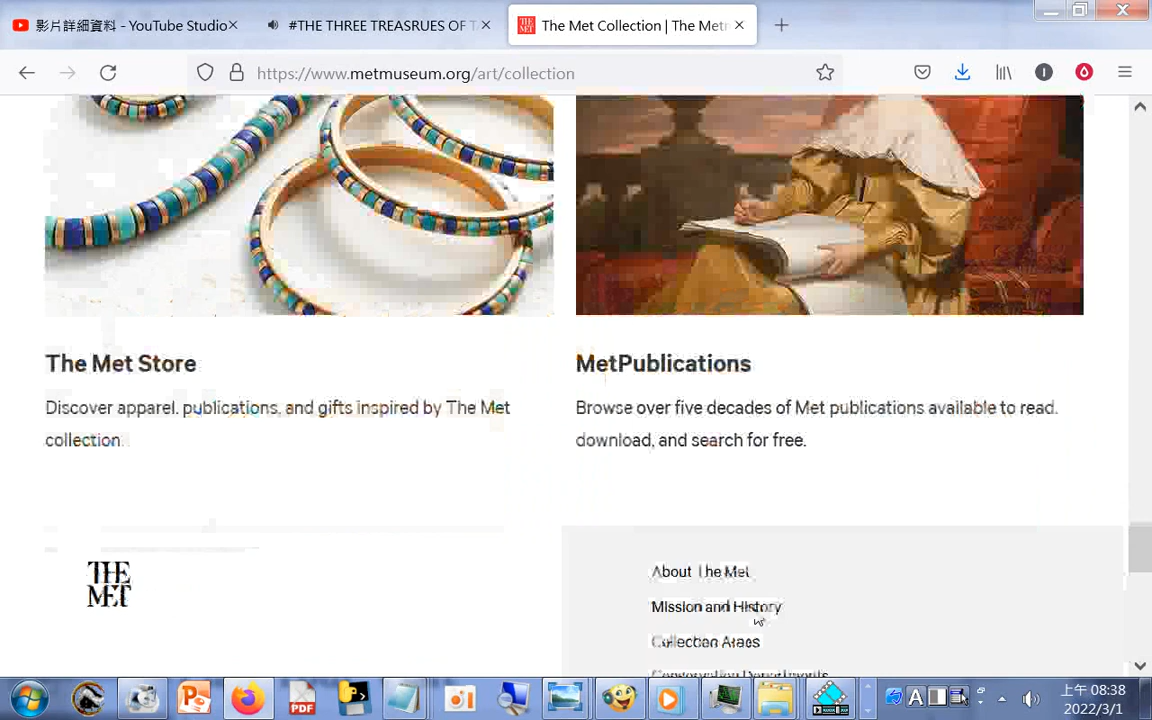 影片詳細資料 - YouTube Studio
#THE THREE TREASRUES OF T
The Met Collection | The Met
https://www.metmuseum.org/art/collection
The Met Store
MetPublications
Discover apparel, publications, and gifts inspired by The Met
collection.
Browse over five decades of Met publications available to read,
download, and search for free.
THE
MET
About The Met
Mission and History
Collection Areas
Conservation Departments
PDF
A
上午 08:38
2022/3/1